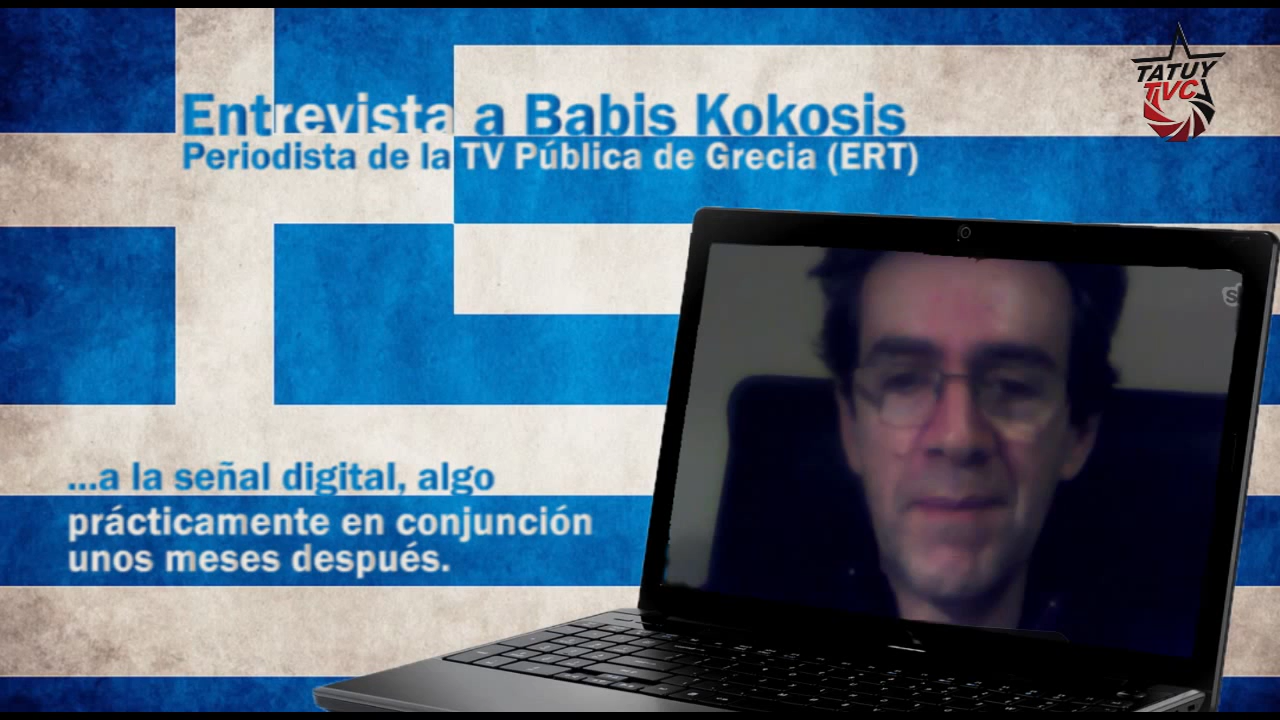 Entrevista a Babis Kokosis
Periodista de la TV Pública de Grecia (ERT)
TATUY
TVC
...a la señal digital, algo
prácticamente en conjunción
unos meses después.